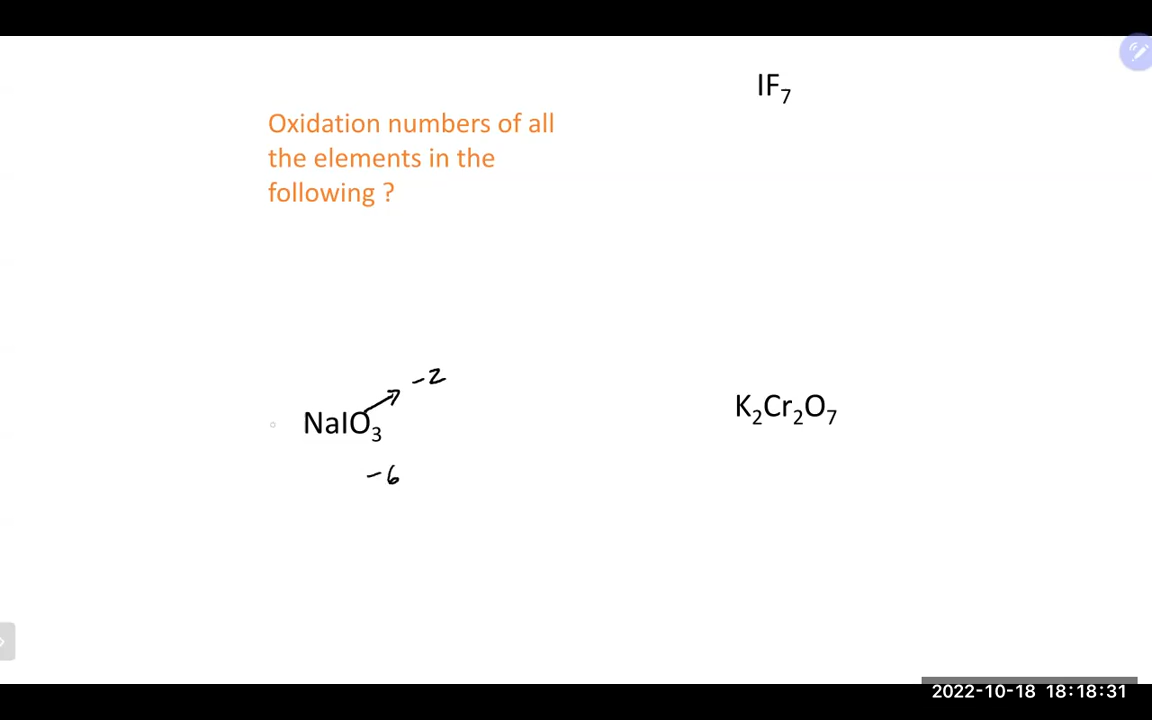 IF₇
Oxidation numbers of all
the elements in the
following ?
-2
NaIO₃
-6
K₂Cr₂O₇
2022-10-18 18:18:31